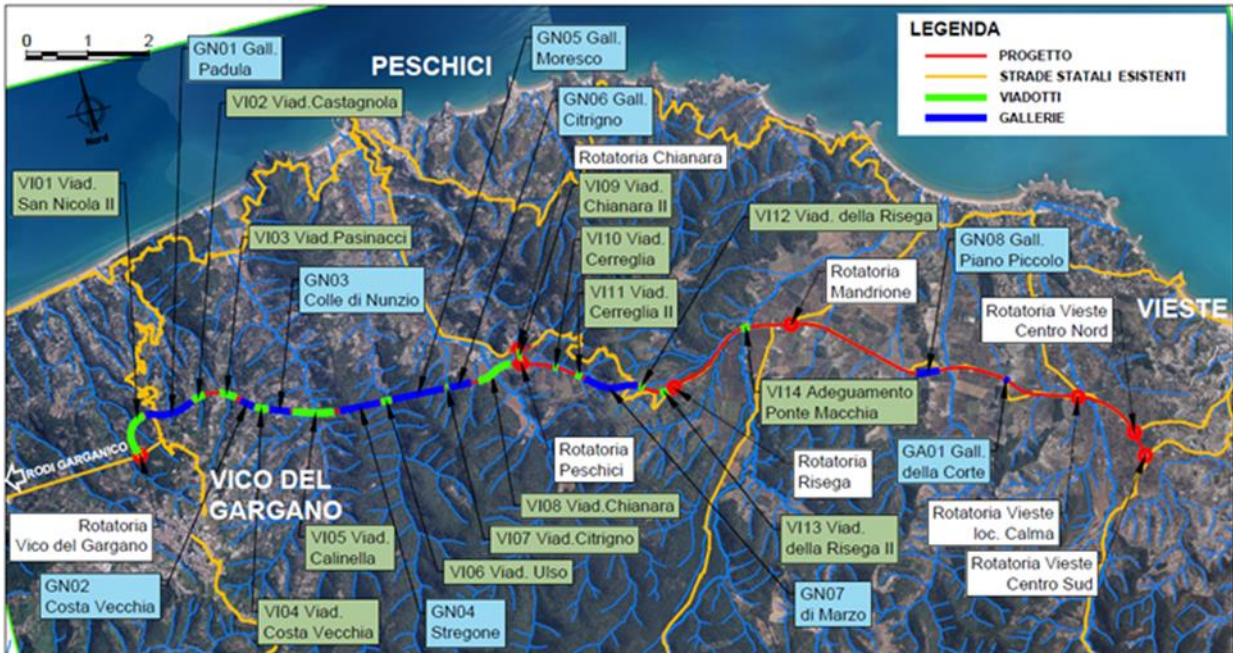 0 1 2
Nord
PESCHICI
LEGENDA
PROGETTO
STRADE STATALI ESISTENTI
VIADOTTI
GALLERIE
GN01 Gall.
Padula
VI02 Viad.Castagnola
VI01 Viad.
San Nicola II
VI03 Viad.Pasinacci
GN03
Colle di Nunzio
GN05 Gall.
Moresco
GN06 Gall.
Citrigno
Rotatoria Chianara
VI09 Viad.
Chianara II
VI10 Viad.
Cerreglia
VI11 Viad.
Cerreglia II
VI12 Viad. della Risega
Rotatoria
Mandrione
GN08 Gall.
Piano Piccolo
Rotatoria Vieste
Centro Nord
VIESTE
RODI GARGANICO
VICO DEL
GARGANO
Rotatoria
Vico del Gargano
GN02
Costa Vecchia
VI04 Viad.
Costa Vecchia
VI05 Viad.
Calinella
VI06 Viad. Ulso
GN04
Stregone
VI07 Viad.Citrigno
VI08 Viad.Chianara
Rotatoria
Peschici
Rotatoria
Risega
VI13 Viad.
della Risega II
GN07
di Marzo
VI14 Adeguamento
Ponte Macchia
GA01 Gall.
della Corte
Rotatoria Vieste
loc. Calma
Rotatoria Vieste
Centro Sud